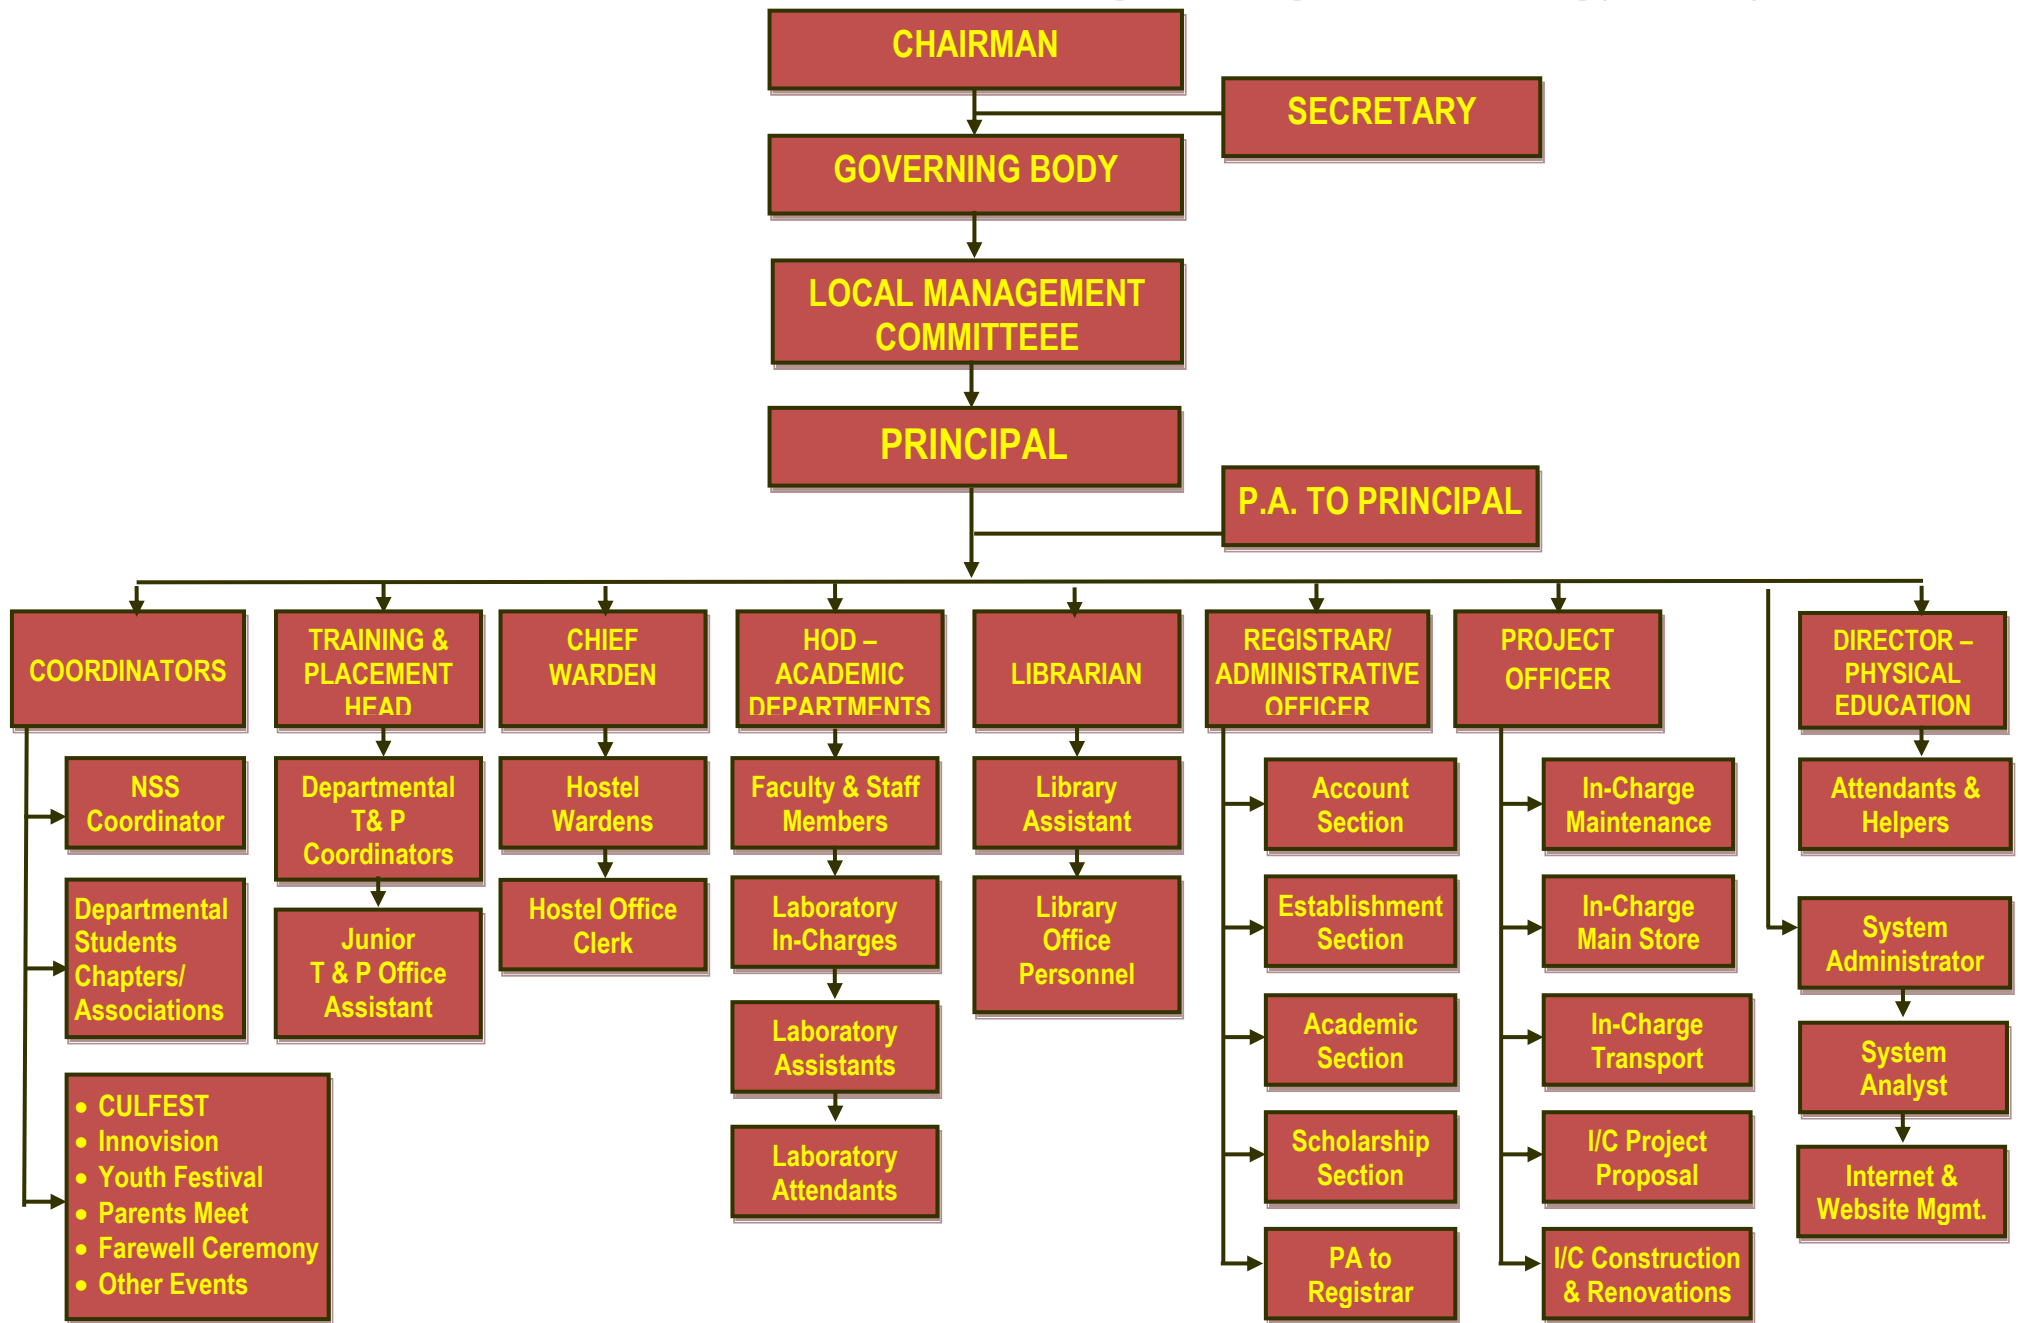 CHAIRMAN
SECRETARY
GOVERNING BODY
LOCAL MANAGEMENT
COMMITTEEE
PRINCIPAL
P.A. TO PRINCIPAL
COORDINATORS
TRAINING &
PLACEMENT
HEAD
CHIEF
WARDEN
HOD –
ACADEMIC
DEPARTMENTS
LIBRARIAN
REGISTRAR/
ADMINISTRATIVE
OFFICER
PROJECT
OFFICER
DIRECTOR –
PHYSICAL
EDUCATION
NSS
Coordinator
Departmental
Students
Chapters/
Associations
• CULFEST
• Innovision
• Youth Festival
• Parents Meet
• Farewell Ceremony
• Other Events
Departmental
T& P
Coordinators
Junior
T & P Office
Assistant
Hostel
Wardens
Hostel Office
Clerk
Faculty & Staff
Members
Laboratory
In-Charges
Laboratory
Assistants
Laboratory
Attendants
Library
Assistant
Library
Office
Personnel
Account
Section
Establishment
Section
Academic
Section
Scholarship
Section
PA to
Registrar
In-Charge
Maintenance
In-Charge
Main Store
In-Charge
Transport
I/C Project
Proposal
I/C Construction
& Renovations
Attendants &
Helpers
System
Administrator
System
Analyst
Internet &
Website Mgmt.